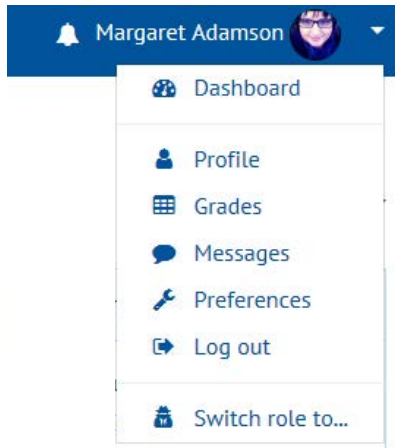 Margaret Adamson
Dashboard
Profile
Grades
Messages
Preferences
Log out
Switch role to...